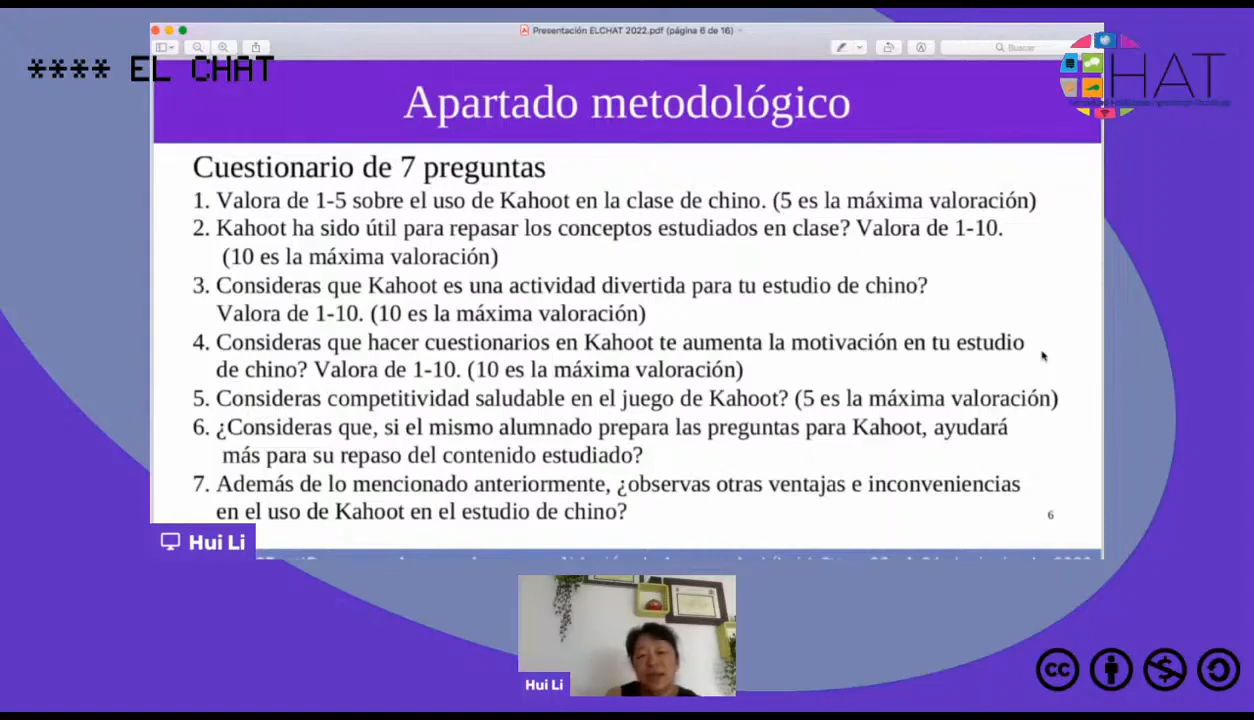 Presentación ELCHAT 2022.pdf (página 6 de 16)
Buscar
**** EL CHAT
HAT
Apartado metodológico
Cuestionario de 7 preguntas
1. Valora de 1-5 sobre el uso de Kahoot en la clase de chino. (5 es la máxima valoración)
2. Kahoot ha sido útil para repasar los conceptos estudiados en clase? Valora de 1-10.
(10 es la máxima valoración)
3. Consideras que Kahoot es una actividad divertida para tu estudio de chino?
Valora de 1-10. (10 es la máxima valoración)
4. Consideras que hacer cuestionarios en Kahoot te aumenta la motivación en tu estudio
de chino? Valora de 1-10. (10 es la máxima valoración)
5. Consideras competitividad saludable en el juego de Kahoot? (5 es la máxima valoración)
6. ¿Consideras que, si el mismo alumnado prepara las preguntas para Kahoot, ayudará
más para su repaso del contenido estudiado?
7. Además de lo mencionado anteriormente, ¿observas otras ventajas e inconveniencias
en el uso de Kahoot en el estudio de chino?
6
Hui Li
Hui Li
cc